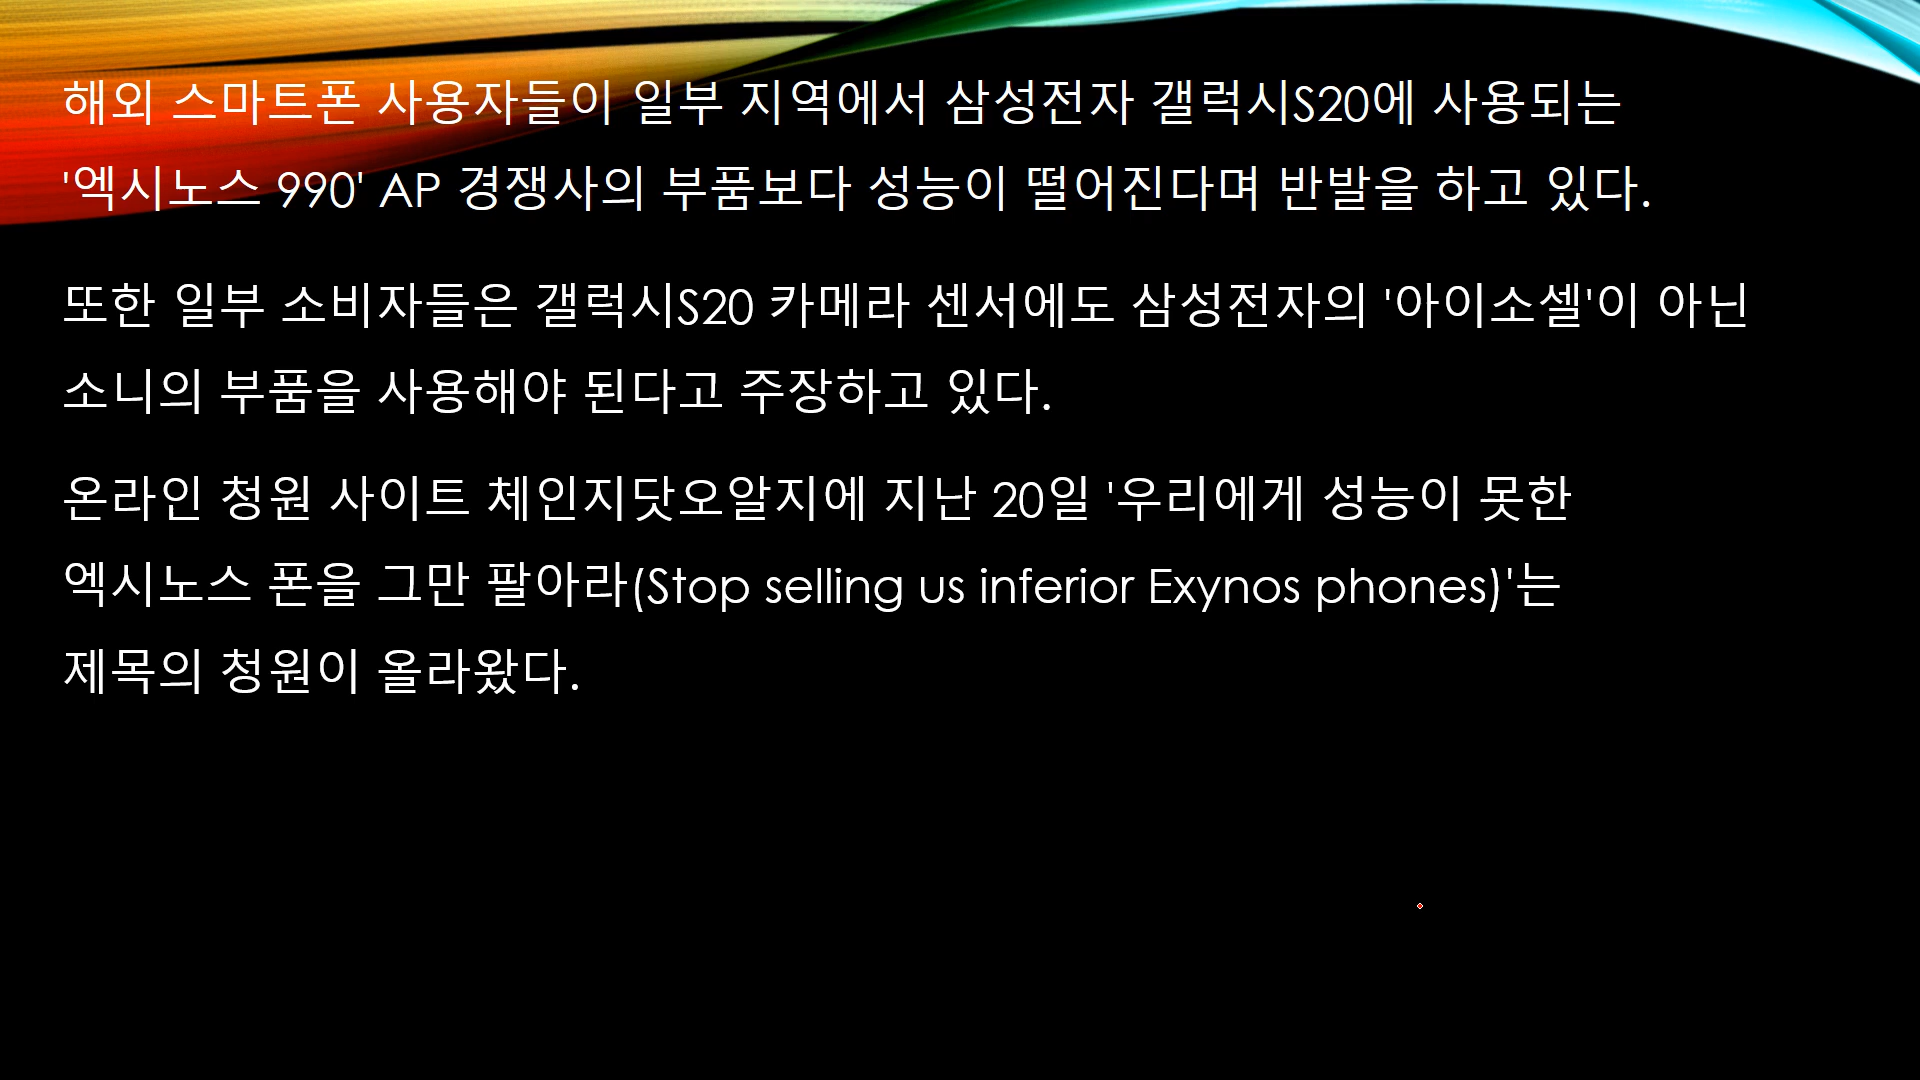 해외 스마트폰 사용자들이 일부 지역에서 삼성전자 갤럭시S20에 사용되는
'엑시노스 990' AP 경쟁사의 부품보다 성능이 떨어진다며 반발을 하고 있다.
또한 일부 소비자들은 갤럭시S20 카메라 센서에도 삼성전자의 '아이소셀'이 아닌
소니의 부품을 사용해야 된다고 주장하고 있다.
온라인 청원 사이트 체인지닷오알지에 지난 20일 '우리에게 성능이 못한
엑시노스 폰을 그만 팔아라(Stop selling us inferior Exynos phones)'는
제목의 청원이 올라왔다.